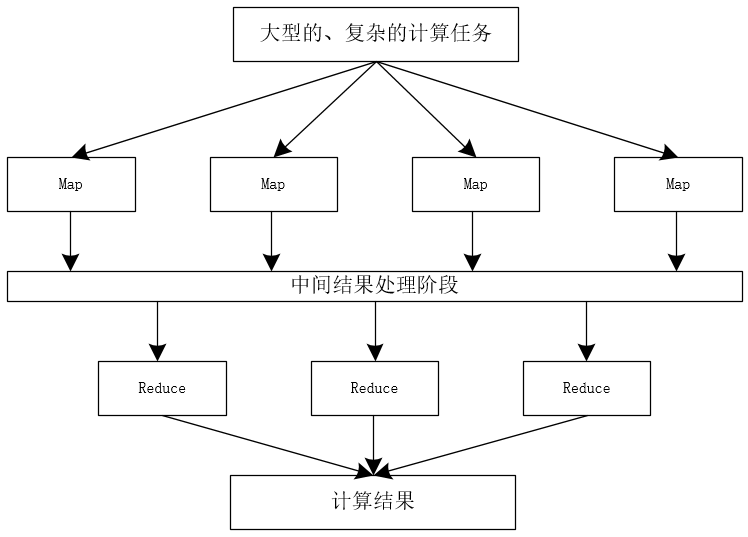 大型的、复杂的计算任务
Map
Map
Map
Map
中间结果处理阶段
Reduce
Reduce
Reduce
计算结果